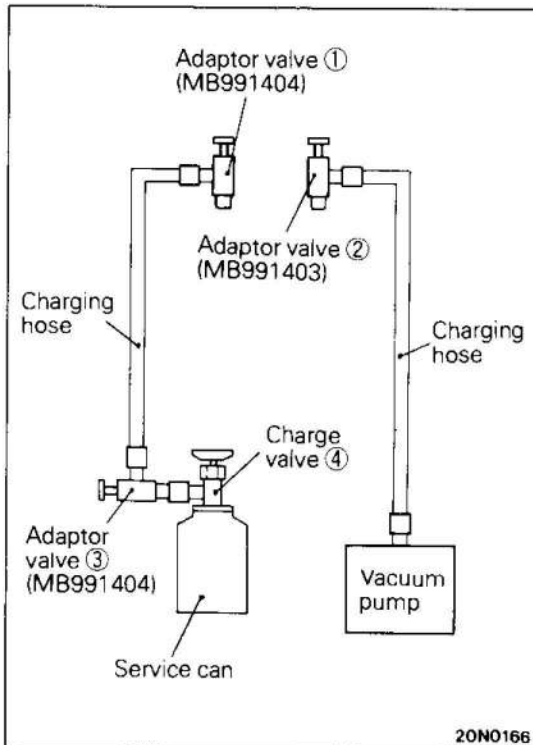 Adaptor valve ①
(MB991404)
Adaptor valve ②
(MB991403)
Charging
hose
Charging
hose
Charge
valve ④
Adaptor
valve ③
(MB991404)
Vacuum
pump
Service can
20N0166